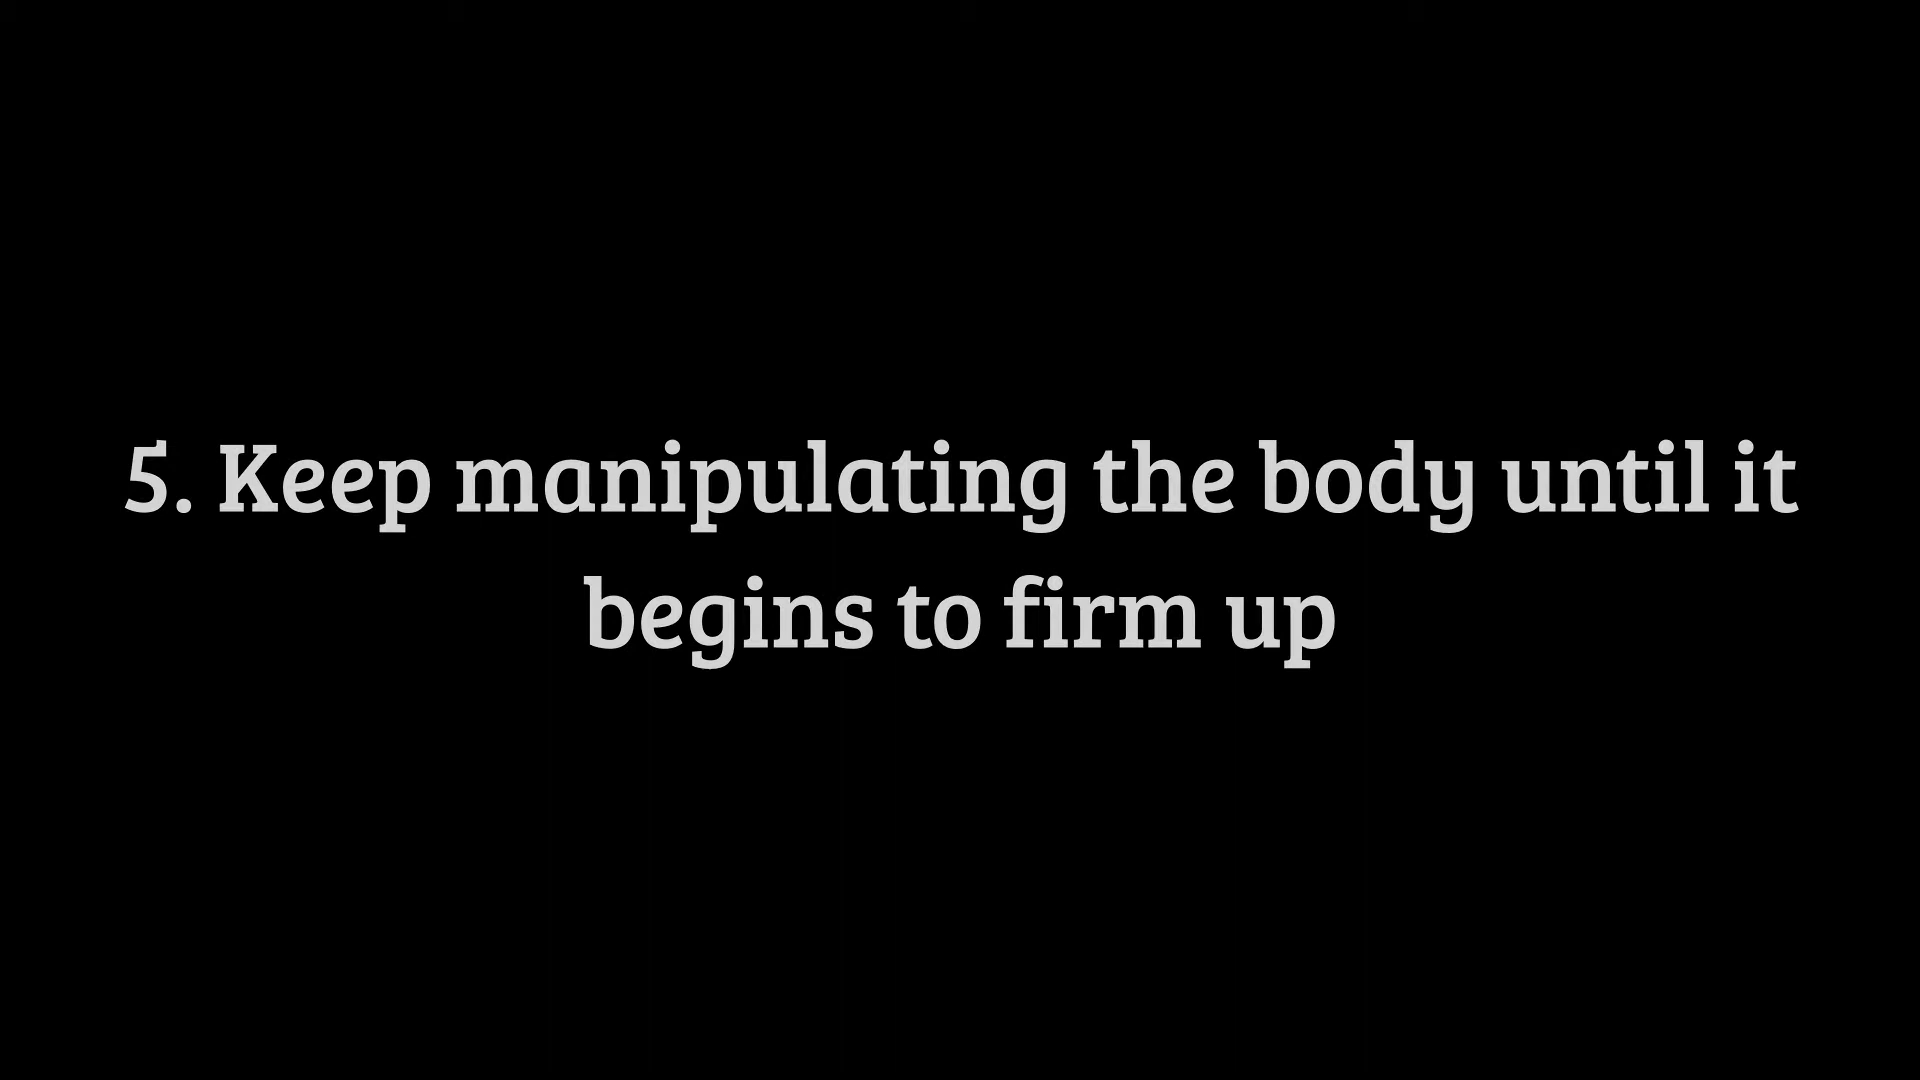 5. Keep manipulating the body until it
begins to firm up